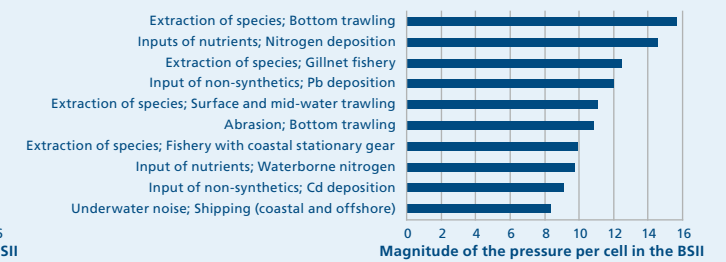 Extraction of species; Bottom trawling
Inputs of nutrients; Nitrogen deposition
Extraction of species; Gillnet fishery
Input of non-synthetics; Pb deposition
Extraction of species; Surface and mid-water trawling
Abrasion; Bottom trawling
Extraction of species; Fishery with coastal stationary gear
Input of nutrients; Waterborne nitrogen
Input of non-synthetics; Cd deposition
Underwater noise; Shipping (coastal and offshore)
0 2 4 6 8 10 12 14 16
SII Magnitude of the pressure per cell in the BSII